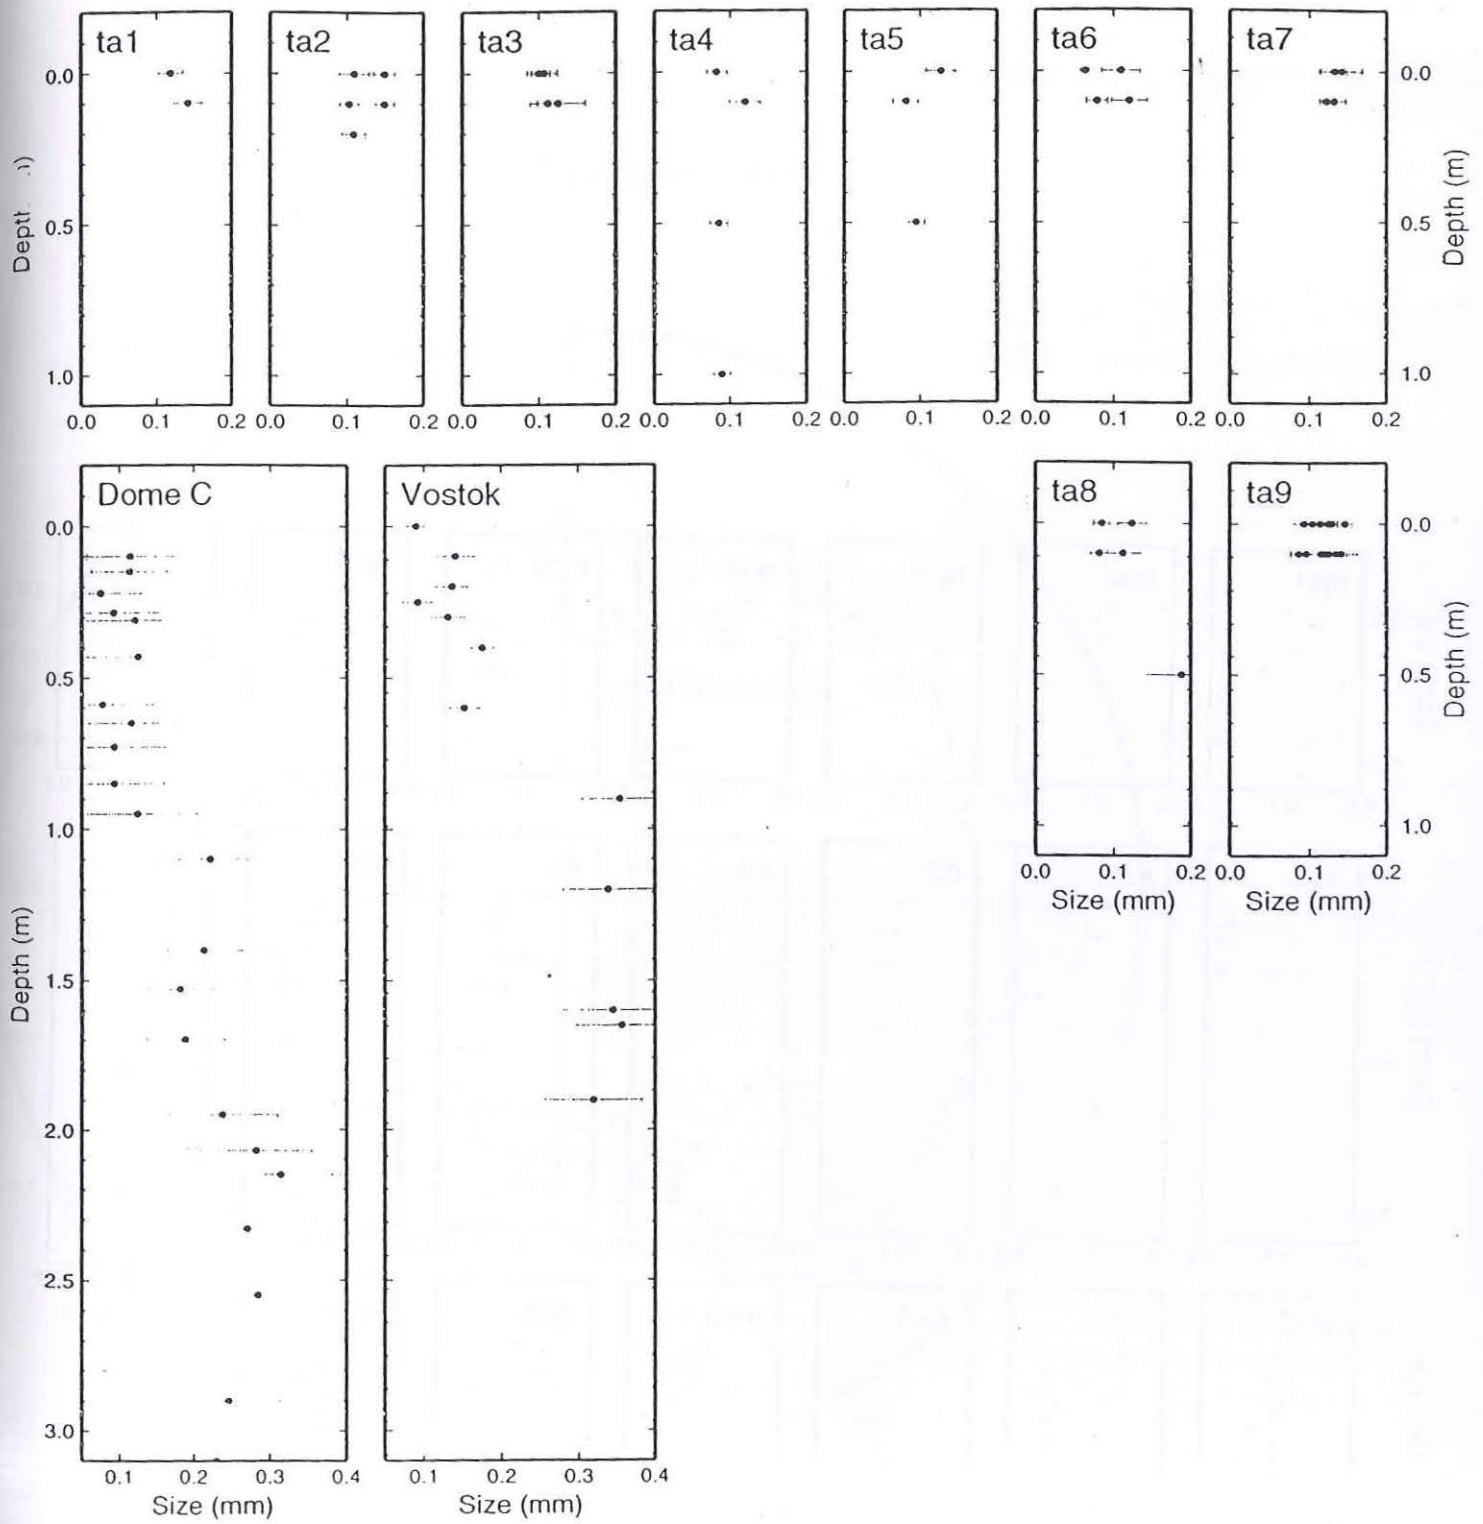 ta1 ta2 ta3 ta4 ta5 ta6 ta7
0.0 0.0
0.5 0.5
1.0 1.0
Depth (m)
0.0 0.1 0.2 0.0 0.1 0.2 0.0 0.1 0.2 0.0 0.1 0.2 0.0 0.1 0.2 0.0 0.1 0.2 0.0 0.1 0.2
Dome C Vostok
0.0
0.5
1.0
1.5
2.0
2.5
3.0
Depth (m)
0.1 0.2 0.3 0.4 0.1 0.2 0.3 0.4
Size (mm) Size (mm)
ta8 ta9
0.0
0.5
1.0
Depth (m)
0.0 0.1 0.2 0.0 0.1 0.2
Size (mm) Size (mm)